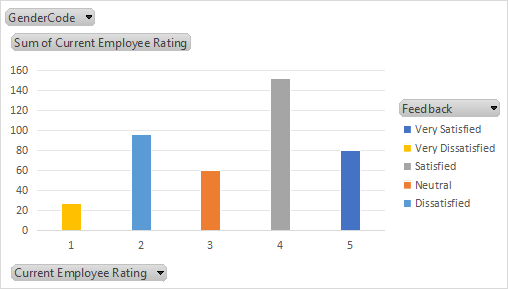 GenderCode
Sum of Current Employee Rating
160
140
120
100
80
60
40
20
0
1 2 3 4 5
Feedback
Very Satisfied
Very Dissatisfied
Satisfied
Neutral
Dissatisfied
Current Employee Rating